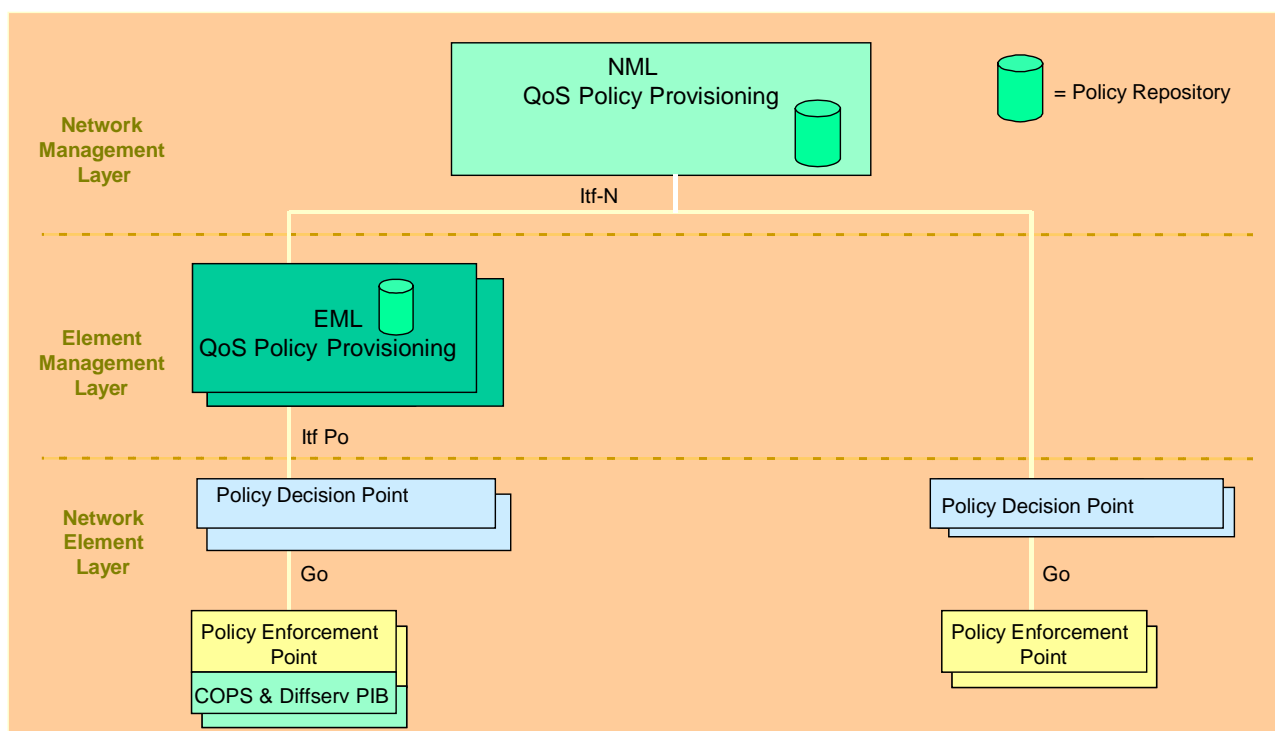 NML
QoS Policy Provisioning
= Policy Repository
Network
Management
Layer
Itf-N
EML
QoS Policy Provisioning
Element
Management
Layer
Itf Po
Policy Decision Point
Policy Decision Point
Network
Element
Layer
Go
Go
Policy Enforcement
Point
COPS & Diffserv PIB
Policy Enforcement
Point